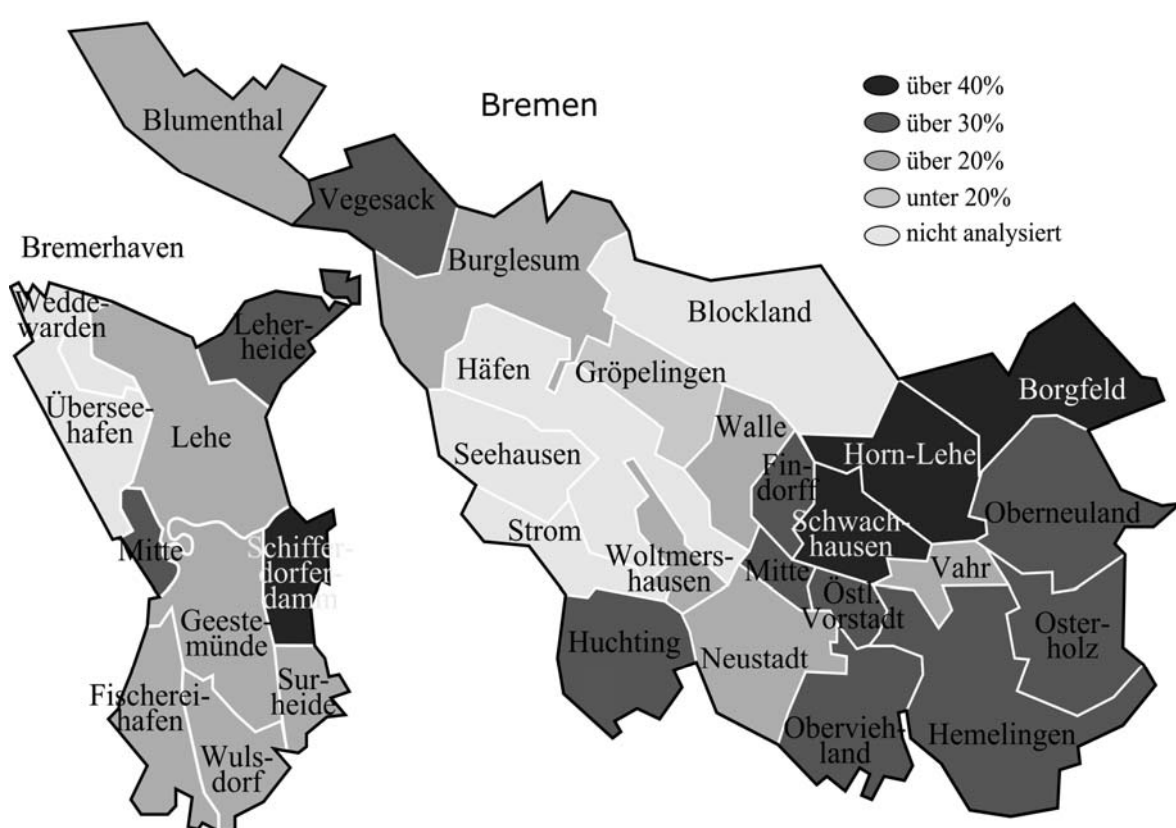 Bremen
über 40%
über 30%
über 20%
unter 20%
nicht analysiert
Blumenthal
Vegesack
Burglesum
Blockland
Häfen
Gröpelingen
Borgfeld
Walle
Horn-Lehe
Seehausen
Fin-
dorff
Oberneuland
Schwach-
hausen
Strom
Woltmers-
hausen
Mitte
Vahr
Östl.
Vorstadt
Huchting
Neustadt
Oster-
holz
Obervieh-
land
Hemelingen
Bremerhaven
Wedde-
warden
Leher-
heide
Übersee-
hafen
Lehe
Mitte
Schiffer-
dorfer-
damm
Geeste-
münde
Fischerei-
hafen
Sur-
heide
Wuls-
dorf